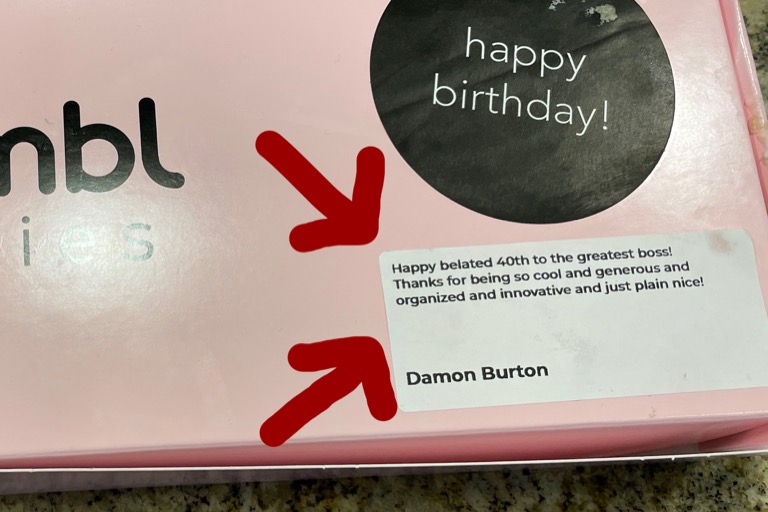 happy
birthday!
Happy belated 40th to the greatest boss!
Thanks for being so cool and generous and
organized and innovative and just plain nice!
Damon Burton